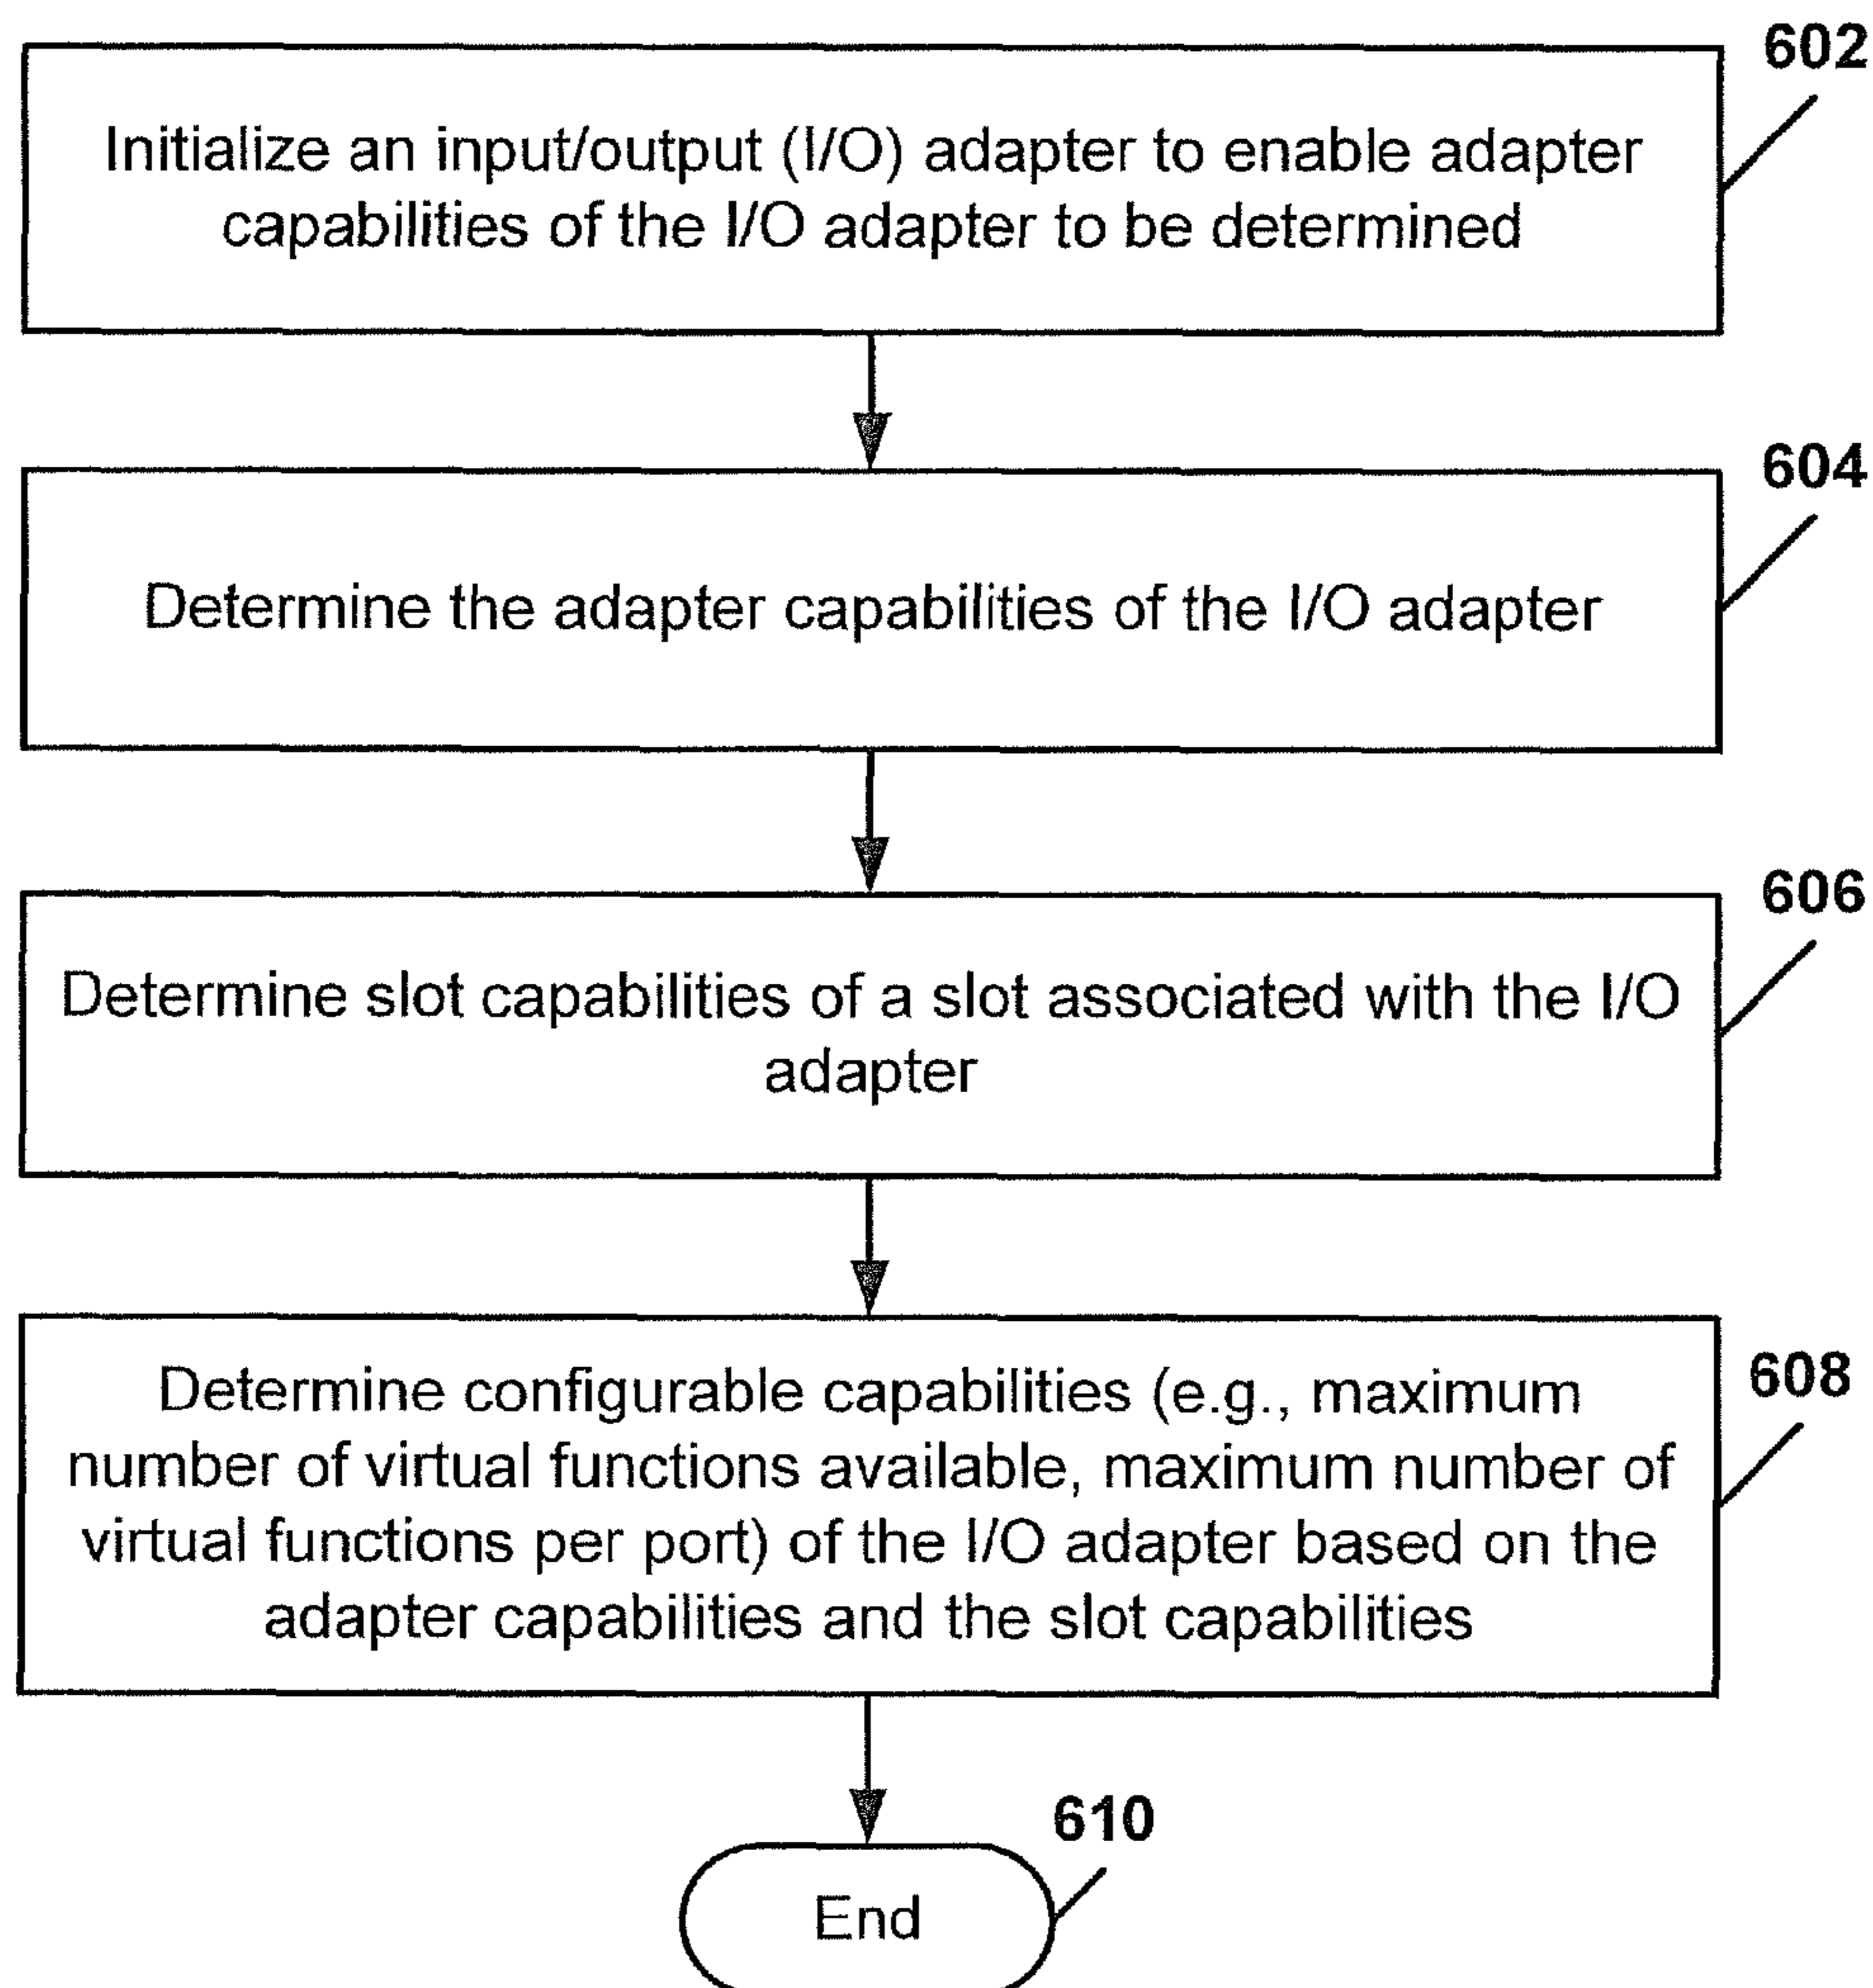 602
Initialize an input/output (I/O) adapter to enable adapter
capabilities of the I/O adapter to be determined
604
Determine the adapter capabilities of the I/O adapter
606
Determine slot capabilities of a slot associated with the I/O
adapter
608
Determine configurable capabilities (e.g., maximum
number of virtual functions available, maximum number of
virtual functions per port) of the I/O adapter based on the
adapter capabilities and the slot capabilities
610
End